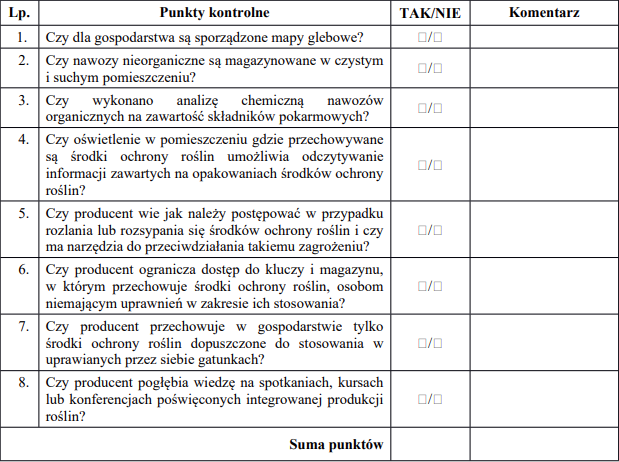 Lp. Punkty kontrolne TAK/NIE Komentarz
1. Czy dla gospodarstwa są sporządzone mapy glebowe? □/□
2. Czy nawozy nieorganiczne są magazynowane w czystym
i suchym pomieszczeniu? □/□
3. Czy wykonano analizę chemiczną nawozów
organicznych na zawartość składników pokarmowych? □/□
4. Czy oświetlenie w pomieszczeniu gdzie przechowywane
są środki ochrony roślin umożliwia odczytywanie
informacji zawartych na opakowaniach środków ochrony
roślin? □/□
5. Czy producent wie jak należy postępować w przypadku
rozlania lub rozsypania się środków ochrony roślin i czy
ma narzędzia do przeciwdziałania takiemu zagrożeniu? □/□
6. Czy producent ogranicza dostęp do kluczy i magazynu,
w którym przechowuje środki ochrony roślin, osobom
niemającym uprawnień w zakresie ich stosowania? □/□
7. Czy producent przechowuje w gospodarstwie tylko
środki ochrony roślin dopuszczone do stosowania w
uprawianych przez siebie gatunkach? □/□
8. Czy producent pogłębia wiedzę na spotkaniach, kursach
lub konferencjach poświęconych integrowanej produkcji
roślin? □/□
Suma punktów